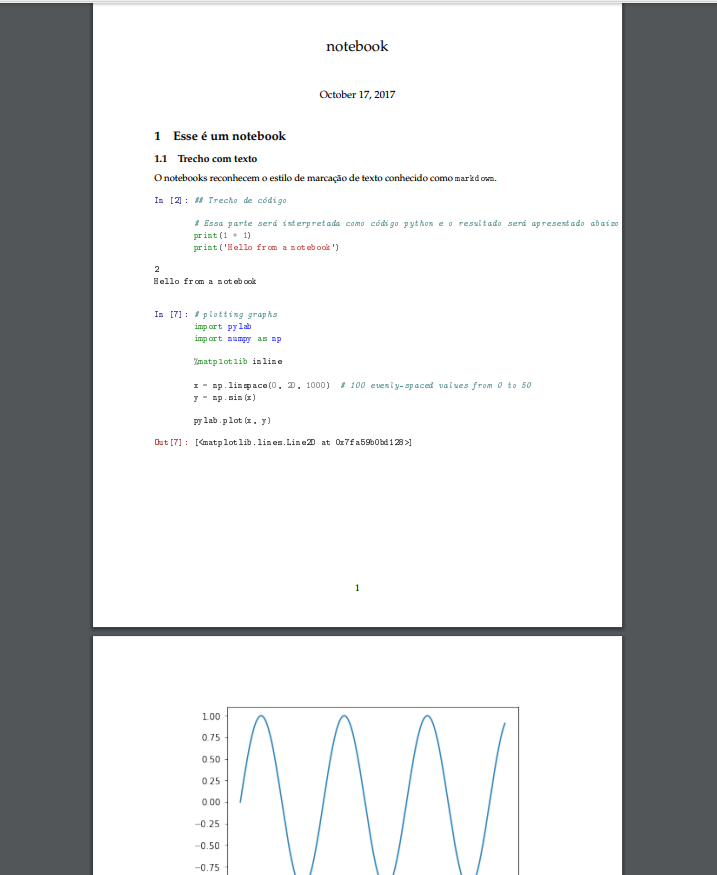 notebook
October 17, 2017
1 Esse é um notebook
1.1 Trecho com texto
O notebooks reconhecem o estilo de marcação de texto conhecido como markdown.
In [2]: ## Trecho de código
# Essa parte será interpretada como código python e o resultado será apresentado abaixo
print(1 + 1)
print('Hello from a notebook')
2
Hello from a notebook
In [7]: # plotting graphs
import pylab
import numpy as np
%matplotlib inline
x = np.linspace(0, 20, 1000) # 100 evenly-spaced values from 0 to 50
y = np.sin(x)
pylab.plot(x, y)
Out[7]: [<matplotlib.lines.Line2D at 0x7fa59b0bd128>]
1
1.00
0.75
0.50
0.25
0.00
−0.25
−0.50
−0.75